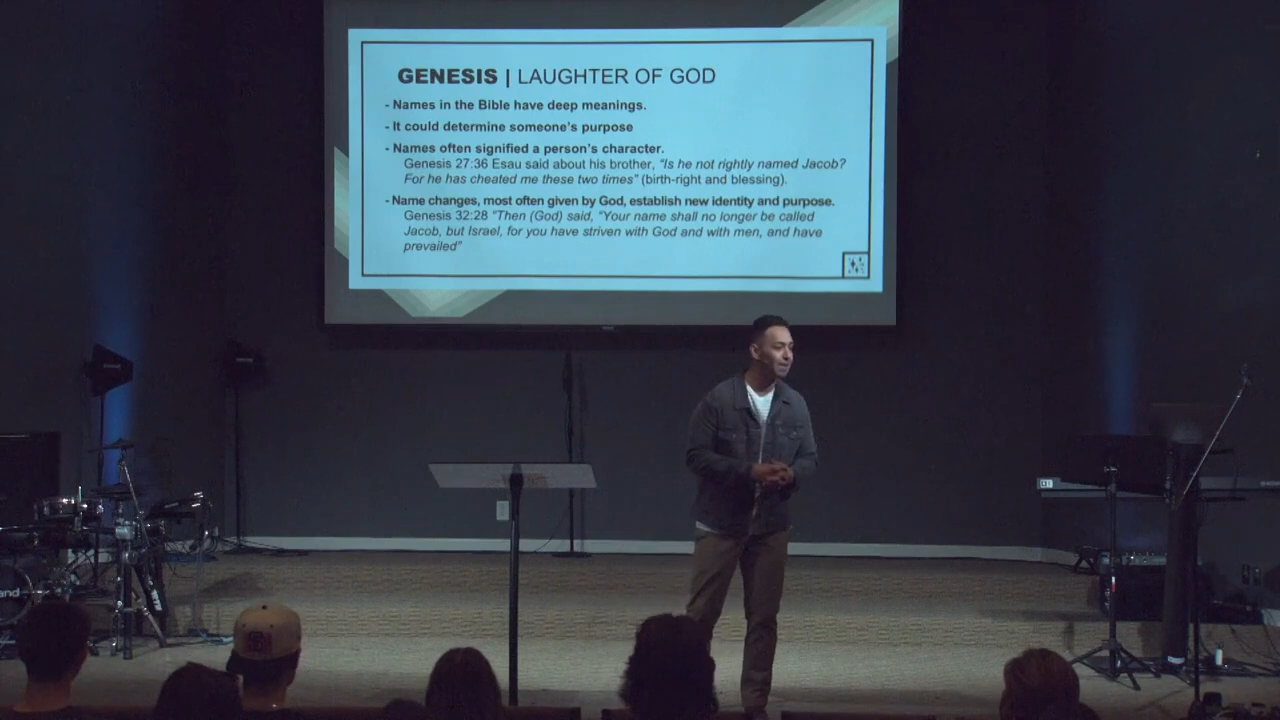 GENESIS | LAUGHTER OF GOD
- Names in the Bible have deep meanings.
- It could determine someone's purpose
- Names often signified a person's character.
Genesis 27:36 Esau said about his brother, “Is he not rightly named Jacob?
For he has cheated me these two times” (birth-right and blessing).
- Name changes, most often given by God, establish new identity and purpose.
Genesis 32:28 “Then (God) said, “Your name shall no longer be called
Jacob, but Israel, for you have striven with God and with men, and have
prevailed”